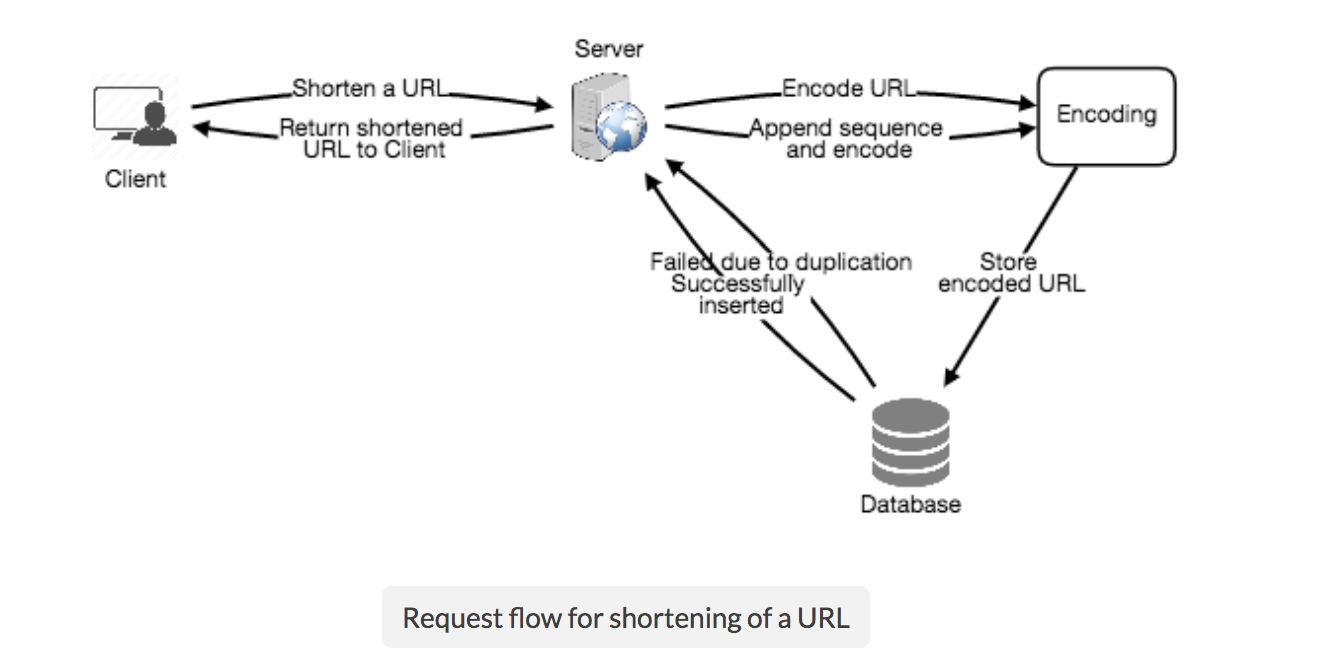 Server
Shorten a URL
Encode URL
Encoding
Return shortened
URL to Client
Append sequence
and encode
Client
Failed due to duplication
Successfully
inserted
Store
encoded URL
Database
Request flow for shortening of a URL